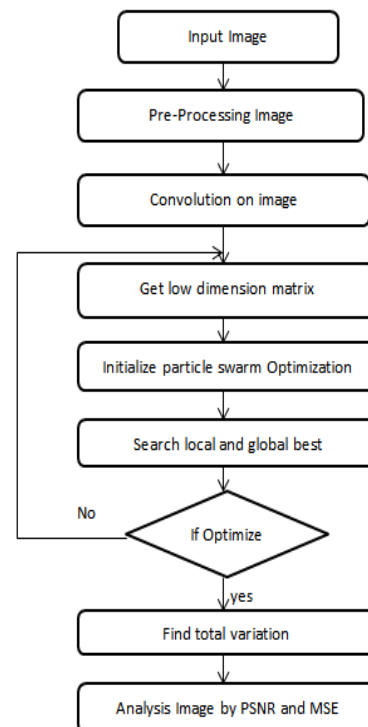 Input Image
Pre-Processing Image
Convolution on image
Get low dimension matrix
Initialize particle swarm Optimization
Search local and global best
No
If Optimize
yes
Find total variation
Analysis Image by PSNR and MSE